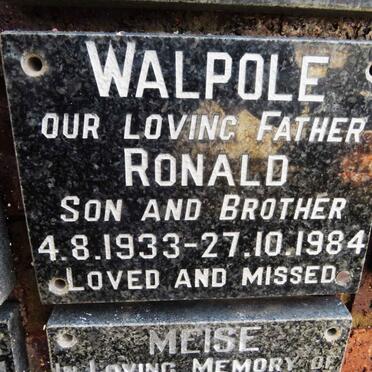 WALPOLE
OUR LOVING FATHER
RONALD
SON AND BROTHER
4.8.1933-27.10.1984
LOVED AND MISSED
MEISE
IN LOVING MEMORY OF